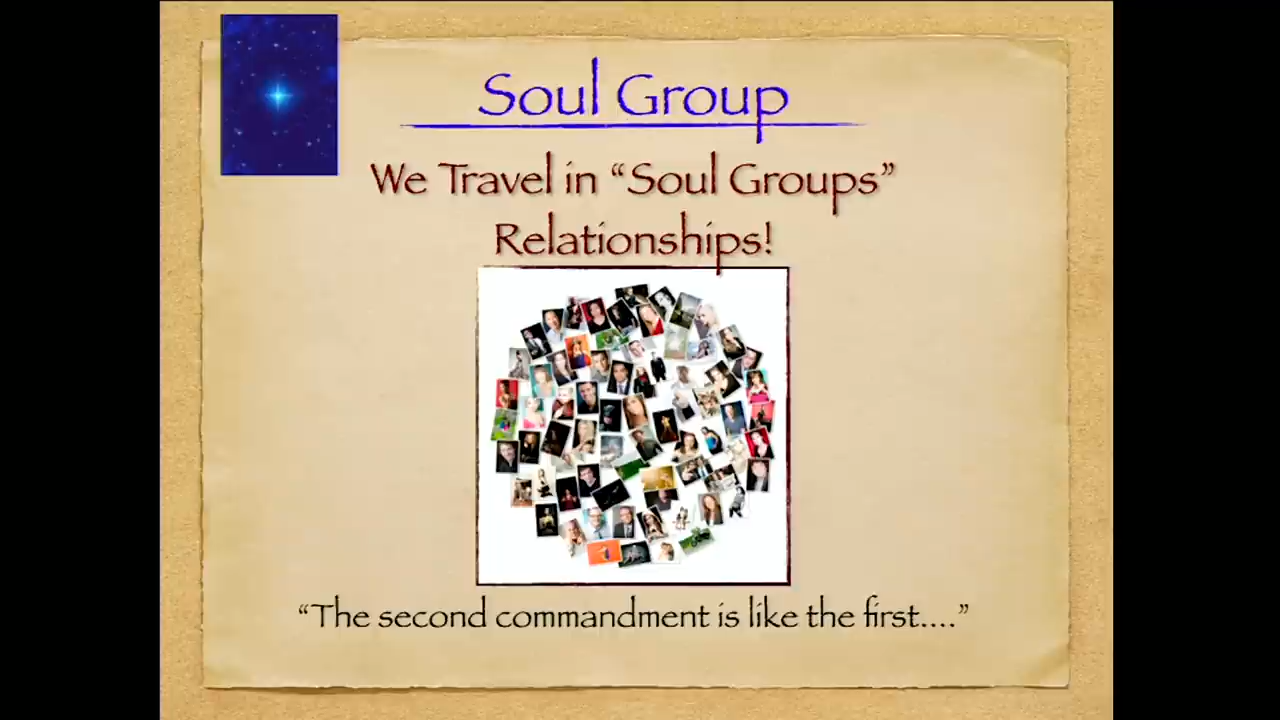 Soul Group
We Travel in “Soul Groups”
Relationships!
“The second commandment is like the first....”